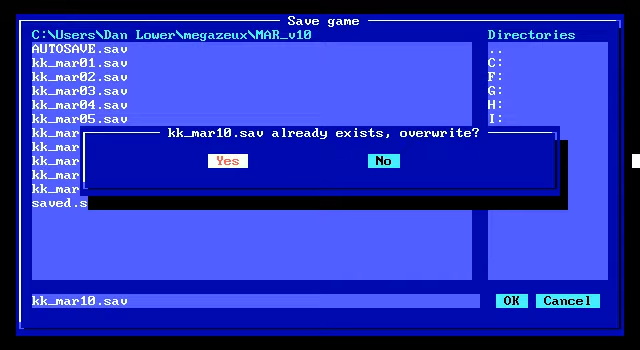 Save game
C:\Users\Dan Lower\megazeux\MAR_v10
Directories
AUTOSAVE.sav
..
kk_mar01.sav
C:
kk_mar02.sav
F:
kk_mar03.sav
G:
kk_mar04.sav
H:
kk_mar05.sav
I:
kk_mar10.sav already exists, overwrite?
kk_mar
kk_mar
Yes
No
kk_mar
kk_mar
kk_mar
saved.s
kk_mar10.sav
OK
Cancel